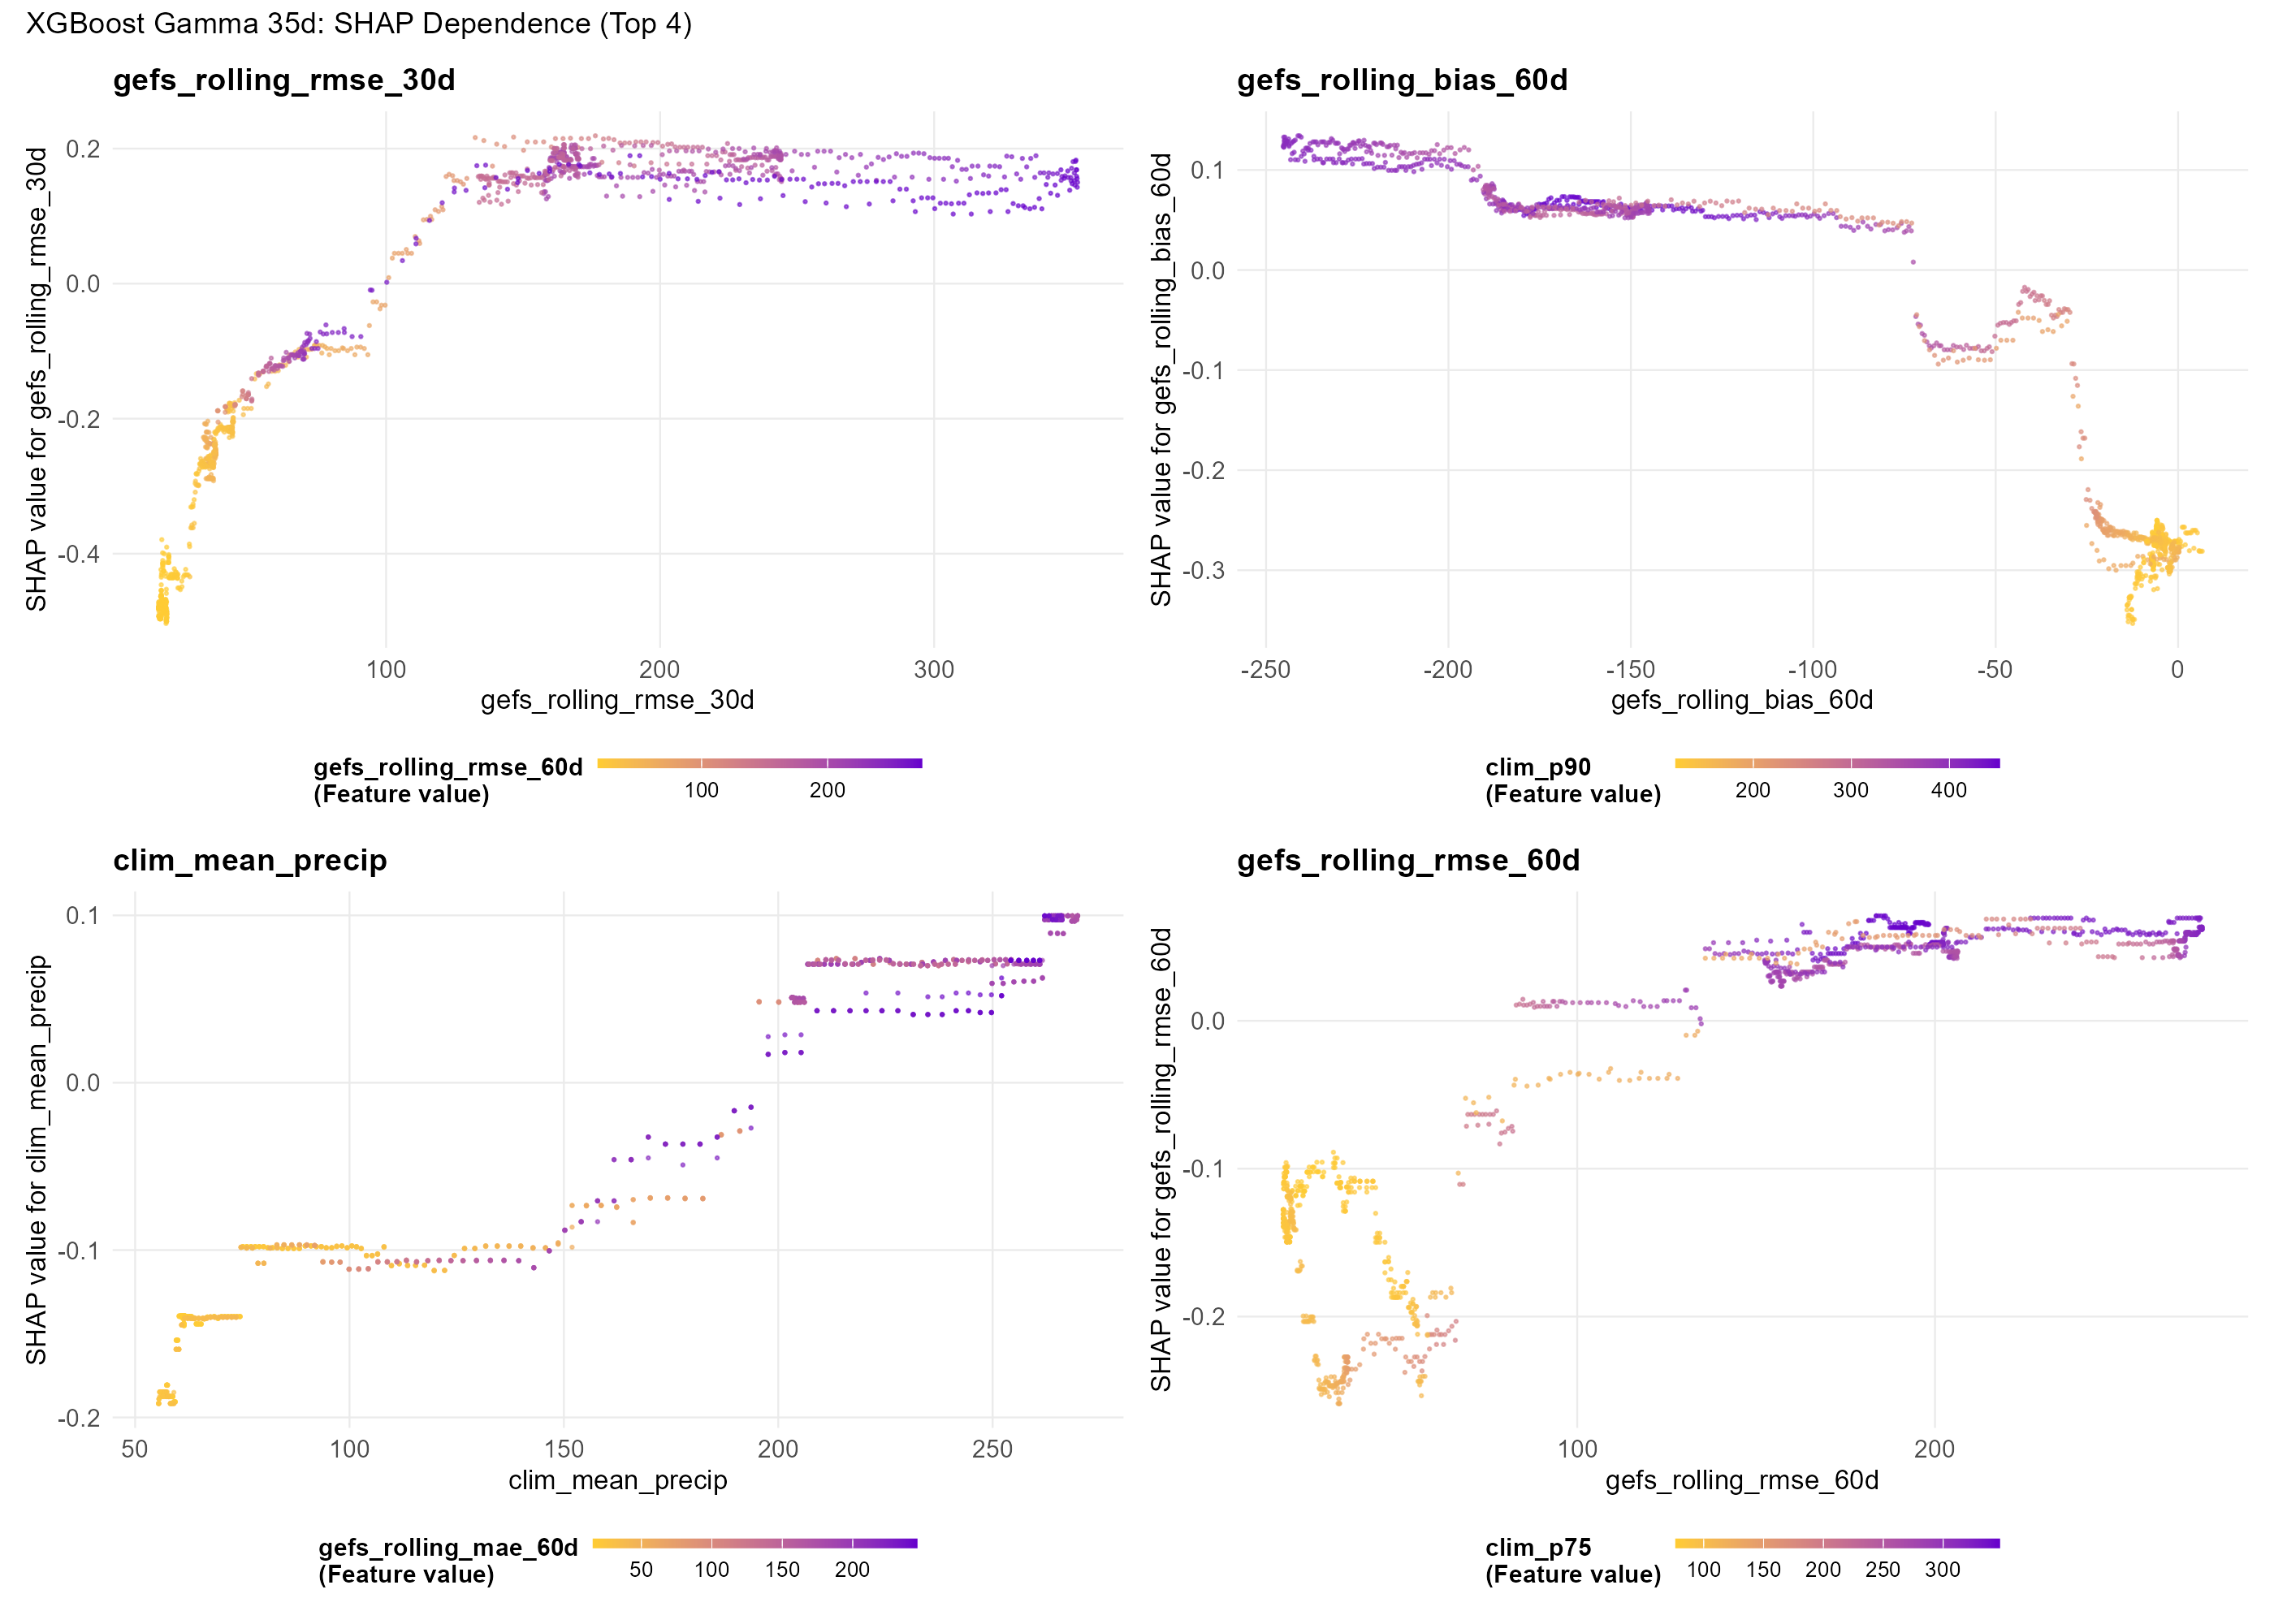 XGBoost Gamma 35d: SHAP Dependence (Top 4)
gefs_rolling_rmse_30d
SHAP value for gefs_rolling_rmse_30d
0.2
0.0
-0.2
-0.4
100
200
300
gefs_rolling_rmse_30d
gefs_rolling_rmse_60d
(Feature value)
100
200
gefs_rolling_bias_60d
SHAP value for gefs_rolling_bias_60d
0.1
0.0
-0.1
-0.2
-0.3
-250
-200
-150
-100
-50
0
gefs_rolling_bias_60d
clim_p90
(Feature value)
200
300
400
clim_mean_precip
SHAP value for clim_mean_precip
0.1
0.0
-0.1
-0.2
50
100
150
200
250
clim_mean_precip
gefs_rolling_mae_60d
(Feature value)
50
100
150
200
gefs_rolling_rmse_60d
SHAP value for gefs_rolling_rmse_60d
0.0
-0.1
-0.2
100
200
gefs_rolling_rmse_60d
clim_p75
(Feature value)
100
150
200
250
300